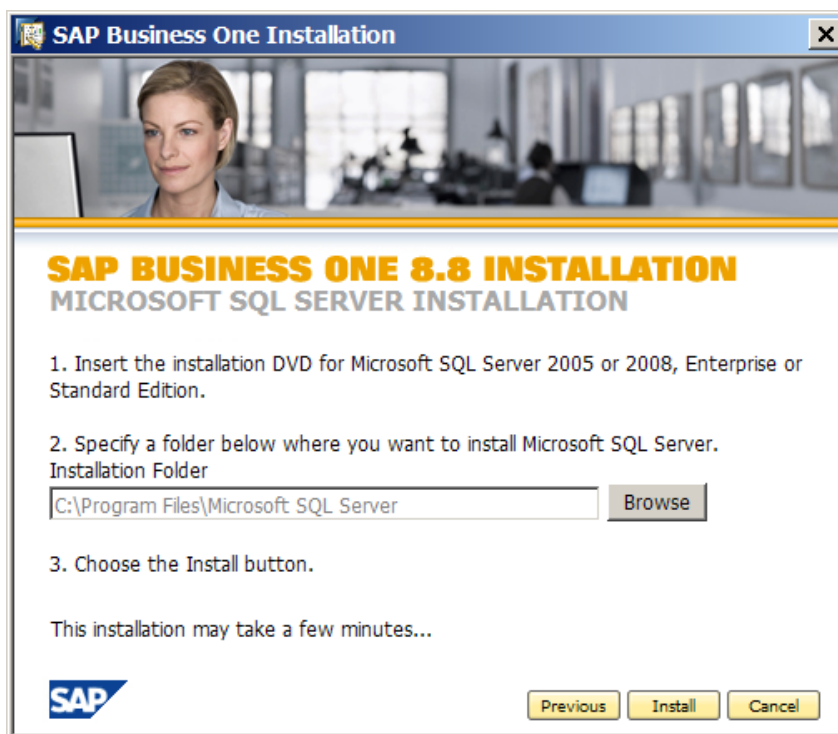 SAP Business One Installation
SAP BUSINESS ONE 8.8 INSTALLATION
MICROSOFT SQL SERVER INSTALLATION
1. Insert the installation DVD for Microsoft SQL Server 2005 or 2008, Enterprise or
Standard Edition.
2. Specify a folder below where you want to install Microsoft SQL Server.
Installation Folder
C:\Program Files\Microsoft SQL Server
Browse
3. Choose the Install button.
This installation may take a few minutes...
SAP
Previous Install Cancel